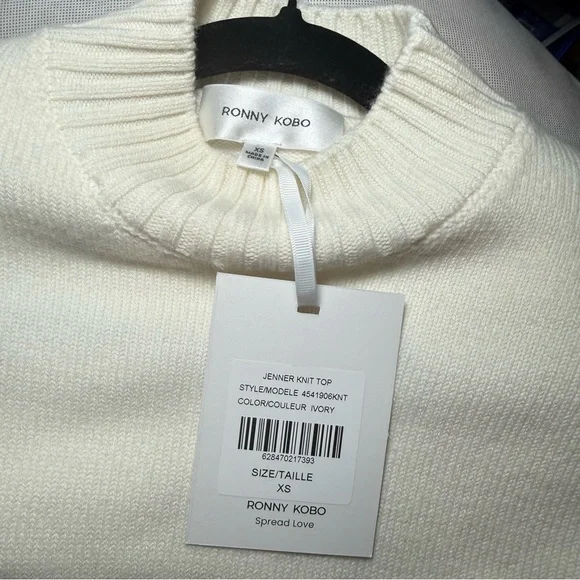 RONNY KOBO
XS
MADE IN
CHINA
JENNER KNIT TOP
STYLE/MODELE 4541906KNT
COLOR/COULEUR IVORY
628470217393
SIZE/TAILLE
XS
RONNY KOBO
Spread Love